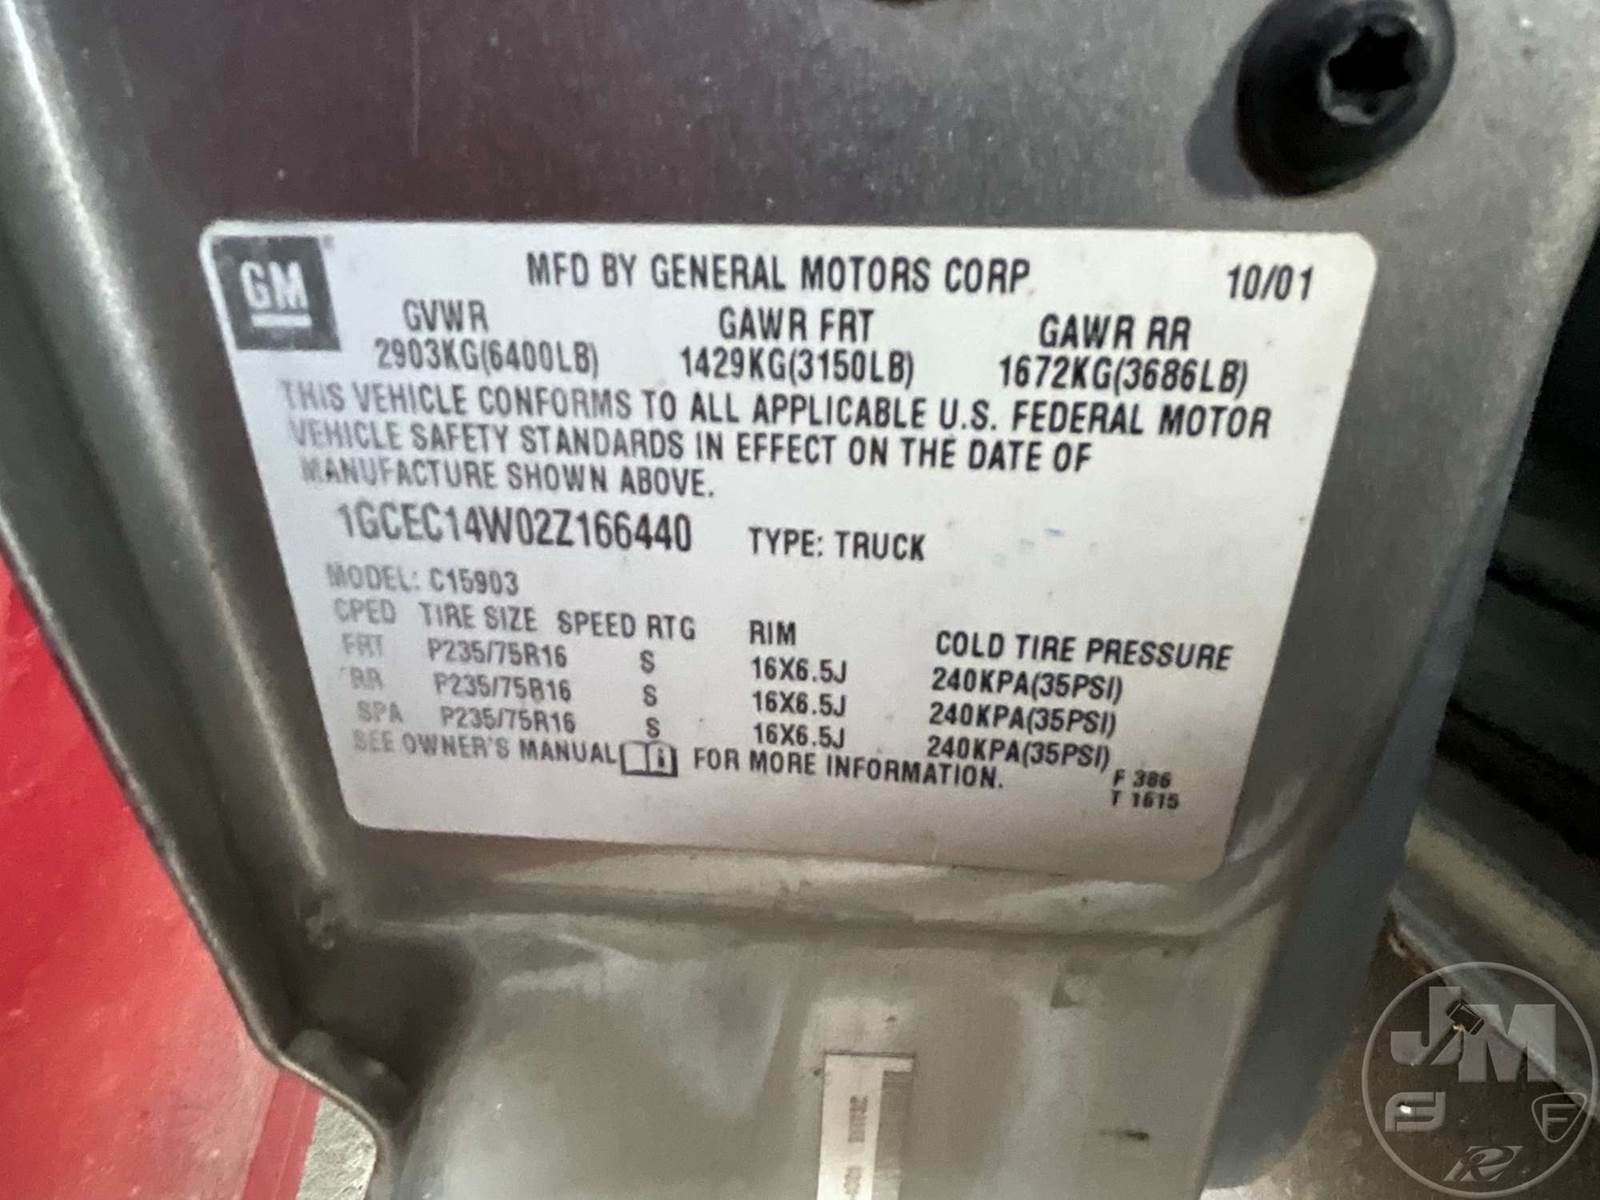 GM
MFD BY GENERAL MOTORS CORP. 10/01
GVWR GAWR FRT GAWR RR
2903KG(6400LB) 1429KG(3150LB) 1672KG(3686LB)
THIS VEHICLE CONFORMS TO ALL APPLICABLE U.S. FEDERAL MOTOR
VEHICLE SAFETY STANDARDS IN EFFECT ON THE DATE OF
MANUFACTURE SHOWN ABOVE.
1GCEC14W02Z166440 TYPE: TRUCK
MODEL: C15903
CPED TIRE SIZE SPEED RTG RIM COLD TIRE PRESSURE
FRT P235/75R16 S 16X6.5J 240KPA(35PSI)
RR P235/75R16 S 16X6.5J 240KPA(35PSI)
SPA P235/75R16 S 16X6.5J 240KPA(35PSI)
SEE OWNER'S MANUAL FOR MORE INFORMATION.
F 386
T 1615
JM
F